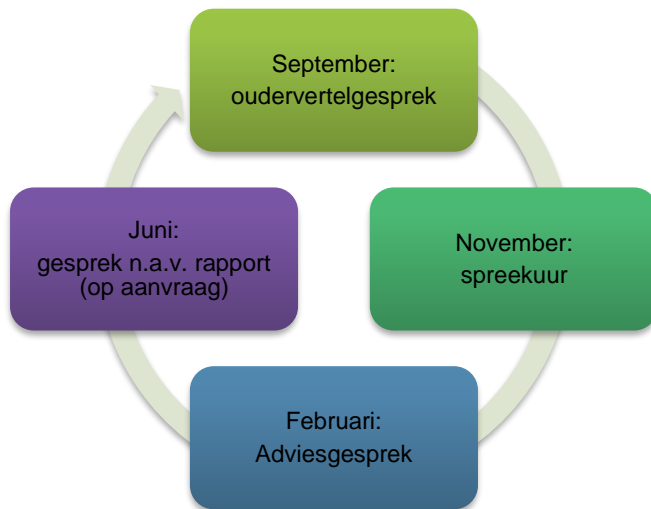 September:
oudervertelgesprek
November:
spreekuur
Februari:
Adviesgesprek
Juni:
gesprek n.a.v. rapport
(op aanvraag)